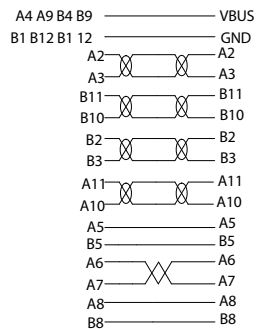 A4 A9 B4 B9 VBUS
B1 B12 B1 12 GND
A2 A2
A3 A3
B11 B11
B10 B10
B2 B2
B3 B3
A11 A11
A10 A10
A5 A5
B5 B5
A6 A6
A7 A7
A8 A8
B8 B8